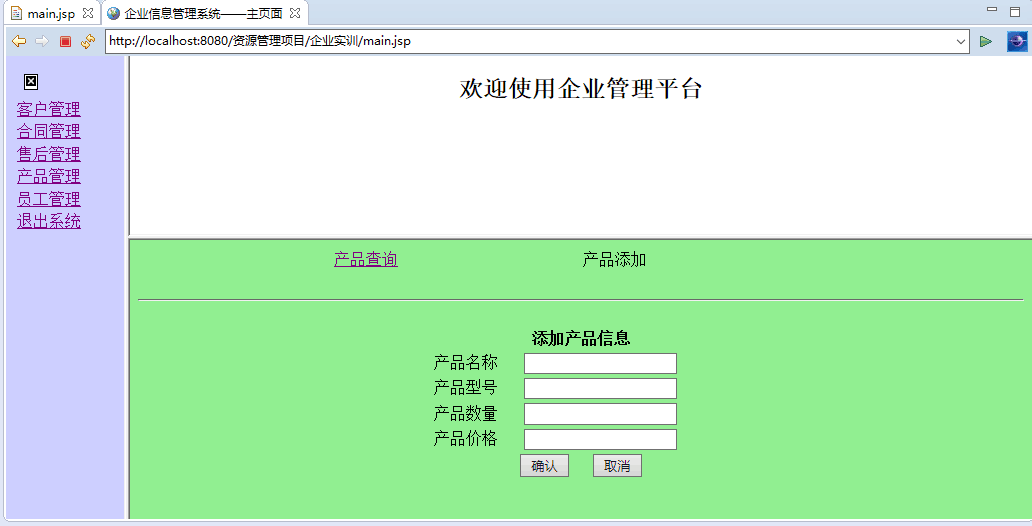 main.jsp 企业信息管理系统——主页面
http://localhost:8080/资源管理项目/企业实训/main.jsp
客户管理
合同管理
售后管理
产品管理
员工管理
退出系统
欢迎使用企业管理平台
产品查询 产品添加
添加产品信息
产品名称
产品型号
产品数量
产品价格
确认 取消